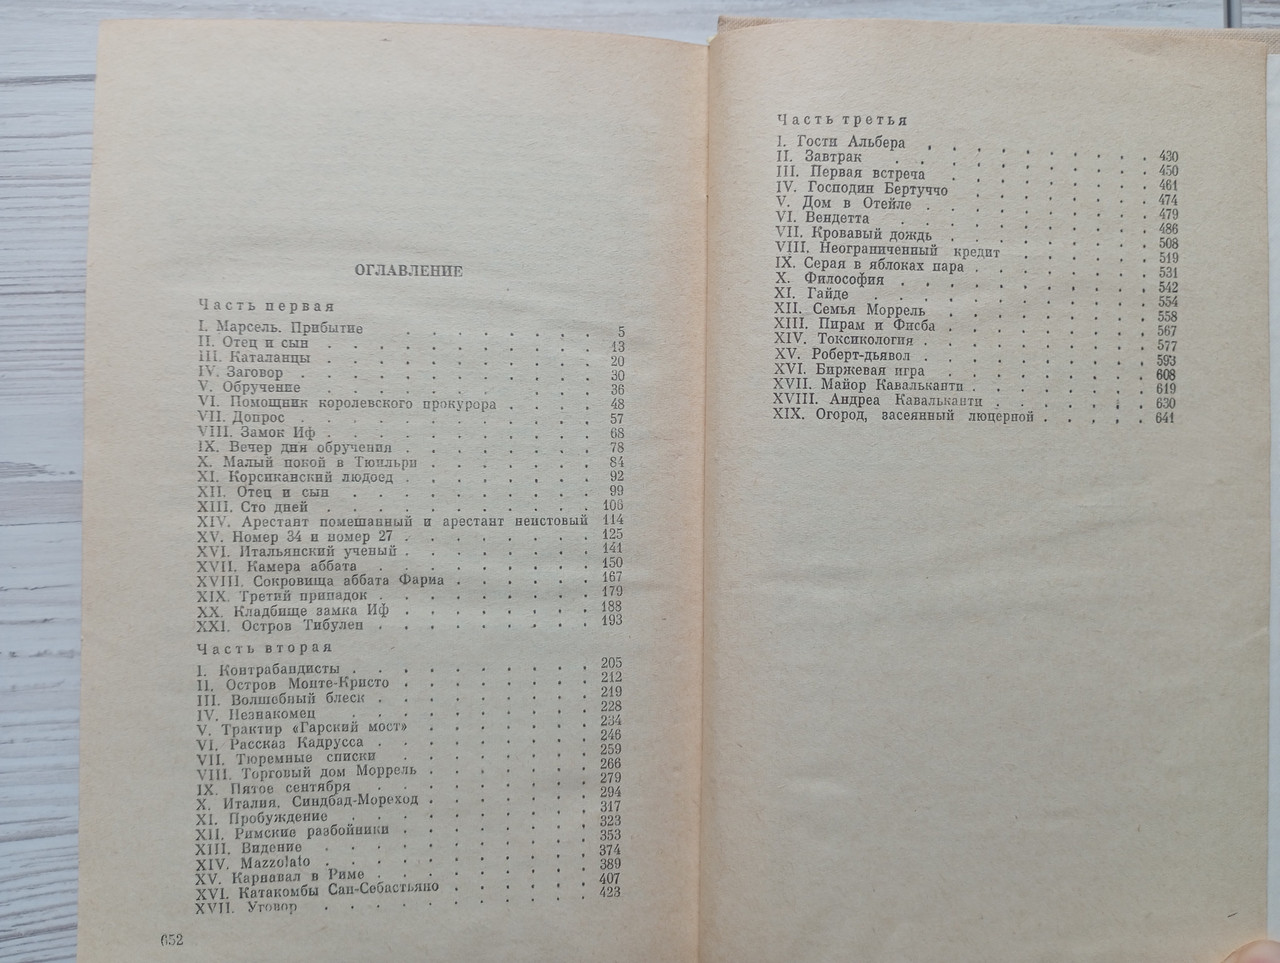 ОГЛАВЛЕНИЕ
Часть первая
I. Марсель. Прибытие . . . . . . . . 5
II. Отец и сын . . . . . . . . . . 13
III. Каталанцы . . . . . . . . . . 20
IV. Заговор . . . . . . . . . . . 30
V. Обручение . . . . . . . . . . 36
VI. Помощник королевского прокурора . . . . 48
VII. Допрос . . . . . . . . . . . 57
VIII. Замок Иф . . . . . . . . . . 68
IX. Вечер дня обручения . . . . . . . 78
X. Малый покой в Тюильри . . . . . . 84
XI. Корсиканский людоед . . . . . . . 92
XII. Отец и сын . . . . . . . . . 99
XIII. Сто дней . . . . . . . . . . 106
XIV. Арестант помешанный и арестант неистовый 114
XV. Номер 34 и номер 27 . . . . . . . 125
XVI. Итальянский ученый . . . . . . . 141
XVII. Камера аббата . . . . . . . . 150
XVIII. Сокровища аббата Фариа . . . . . 167
XIX. Третий припадок . . . . . . . . 179
XX. Кладбище замка Иф . . . . . . . 188
XXI. Остров Тибулен . . . . . . . . 193
Часть вторая
I. Контрабандисты . . . . . . . . . 205
II. Остров Монте-Кристо . . . . . . . 212
III. Волшебный блеск . . . . . . . . 219
IV. Незнакомец . . . . . . . . . 228
V. Трактир «Гарский мост» . . . . . . 234
VI. Рассказ Кадрусса . . . . . . . . 246
VII. Тюремные списки . . . . . . . . 259
VIII. Торговый дом Моррель . . . . . . 266
IX. Пятое сентября . . . . . . . . . 279
X. Италия. Синдбад-Мореход . . . . . . 294
XI. Пробуждение . . . . . . . . . 317
XII. Римские разбойники . . . . . . . 323
XIII. Видение . . . . . . . . . . 353
XIV. Mazzolato . . . . . . . . . . 374
XV. Карнавал в Риме . . . . . . . . 389
XVI. Катакомбы Сан-Себастьяно . . . . . 407
XVII. Уговор . . . . . . . . . . 423
652
Часть третья
I. Гости Альбера . . . . . . . . . 430
II. Завтрак . . . . . . . . . . 450
III. Первая встреча . . . . . . . . 461
IV. Господин Бертуччо . . . . . . . 474
V. Дом в Отейле . . . . . . . . . 479
VI. Вендетта . . . . . . . . . . 486
VII. Кровавый дождь . . . . . . . . 508
VIII. Неограниченный кредит . . . . . . 519
IX. Серая в яблоках пара . . . . . . . 531
X. Философия . . . . . . . . . . 542
XI. Гайде . . . . . . . . . . . 554
XII. Семья Моррель . . . . . . . . 558
XIII. Пирам и Фисба . . . . . . . . 567
XIV. Токсикология . . . . . . . . . 577
XV. Роберт-дьявол . . . . . . . . . 593
XVI. Биржевая игра . . . . . . . . 608
XVII. Майор Кавальканти . . . . . . . 619
XVIII. Андреа Кавальканти . . . . . . . 630
XIX. Огород, засеянный люцерной . . . . . 641